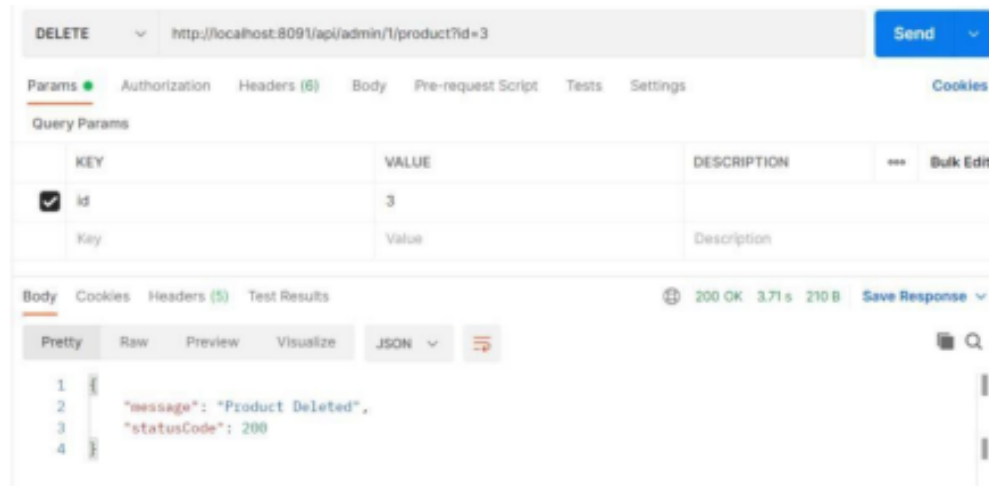 DELETE http://localhost:8091/api/admin/1/product?id=3 Send
Params Authorization Headers (6) Body Pre-request Script Tests Settings Cookies
Query Params
KEY VALUE DESCRIPTION ••• Bulk Edit
id 3
Key Value Description
Body Cookies Headers (5) Test Results 200 OK 3.71 s 210 B Save Response
Pretty Raw Preview Visualize JSON
1 {
2 "message": "Product Deleted",
3 "statusCode": 200
4 }